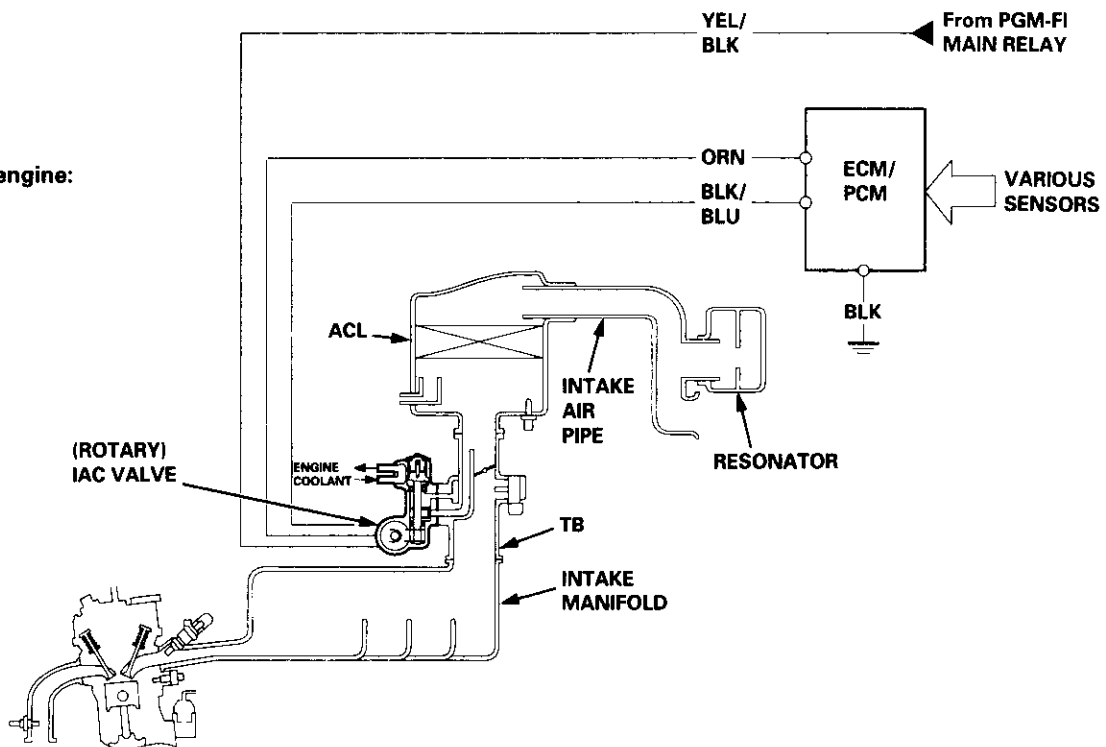 YEL/
BLK
From PGM-FI
MAIN RELAY
engine:
ORN
BLK/
BLU
ECM/
PCM
VARIOUS
SENSORS
BLK
ACL
INTAKE
AIR
PIPE
RESONATOR
(ROTARY)
IAC VALVE
ENGINE
COOLANT
TB
INTAKE
MANIFOLD